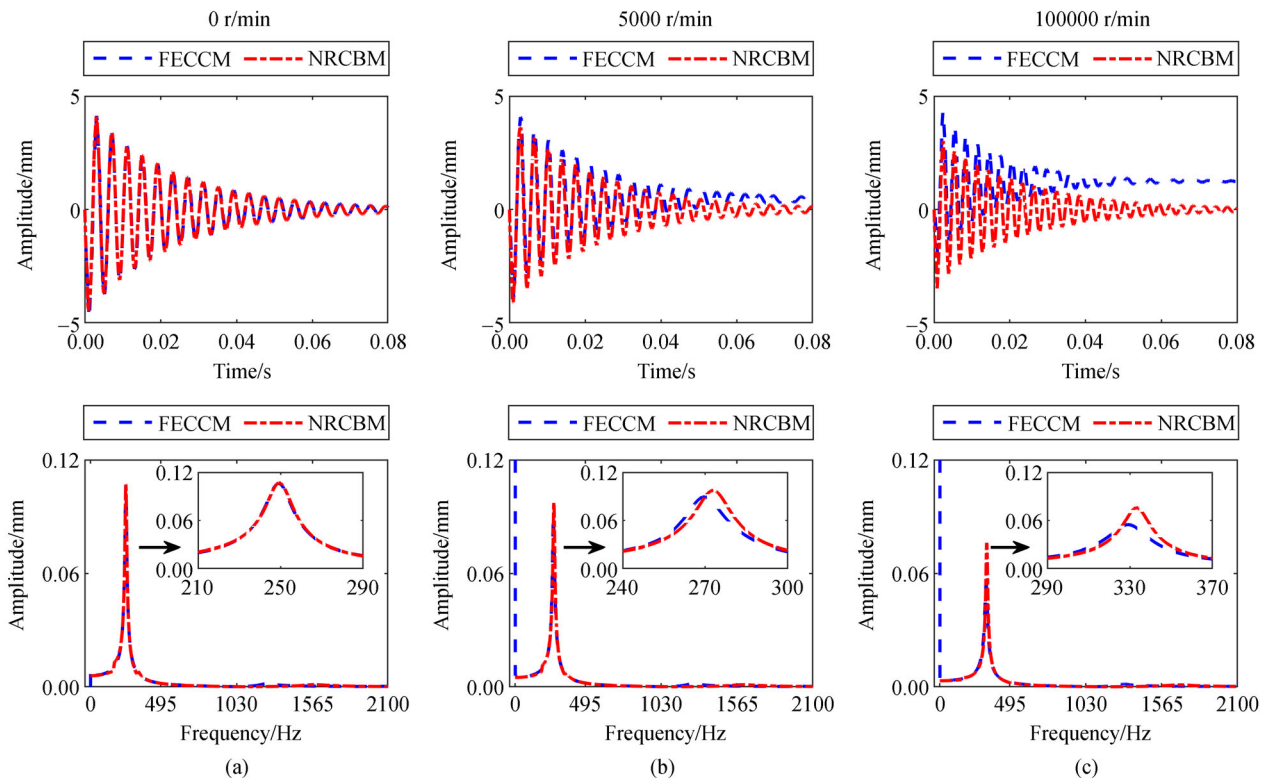 0 r/min
FECCM NRCBM
Amplitude/mm
5
0
−5
0.00 0.02 0.04 0.06 0.08
Time/s
5000 r/min
FECCM NRCBM
Amplitude/mm
5
0
−5
0.00 0.02 0.04 0.06 0.08
Time/s
100000 r/min
FECCM NRCBM
Amplitude/mm
5
0
−5
0.00 0.02 0.04 0.06 0.08
Time/s
FECCM NRCBM
Amplitude/mm
0.12
0.06
0.00
0.12
0.06
0.00
210 250 290
0 495 1030 1565 2100
Frequency/Hz
(a)
FECCM NRCBM
Amplitude/mm
0.12
0.06
0.00
0.12
0.06
0.00
240 270 300
0 495 1030 1565 2100
Frequency/Hz
(b)
FECCM NRCBM
Amplitude/mm
0.12
0.06
0.00
0.12
0.06
0.00
290 330 370
0 495 1030 1565 2100
Frequency/Hz
(c)